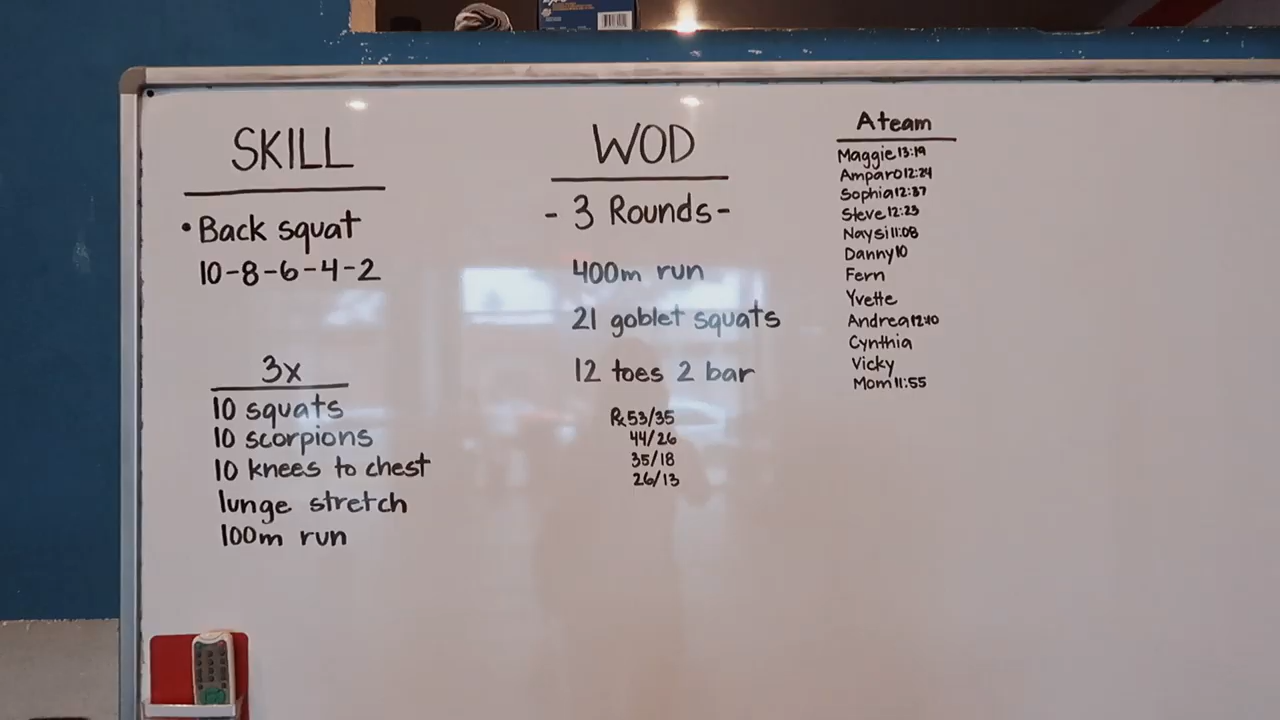 SKILL
• Back squat
10-8-6-4-2
3x
10 squats
10 scorpions
10 knees to chest
lunge stretch
100m run
WOD
- 3 Rounds -
400m run
21 goblet squats
12 toes 2 bar
Rx 53/35
44/26
35/18
26/13
A team
Maggie 13:19
Amparo 12:24
Sophia 12:37
Steve 12:23
Naysi 11:08
Danny 10
Fern
Yvette
Andrea 12:10
Cynthia
Vicky
Mom 11:55